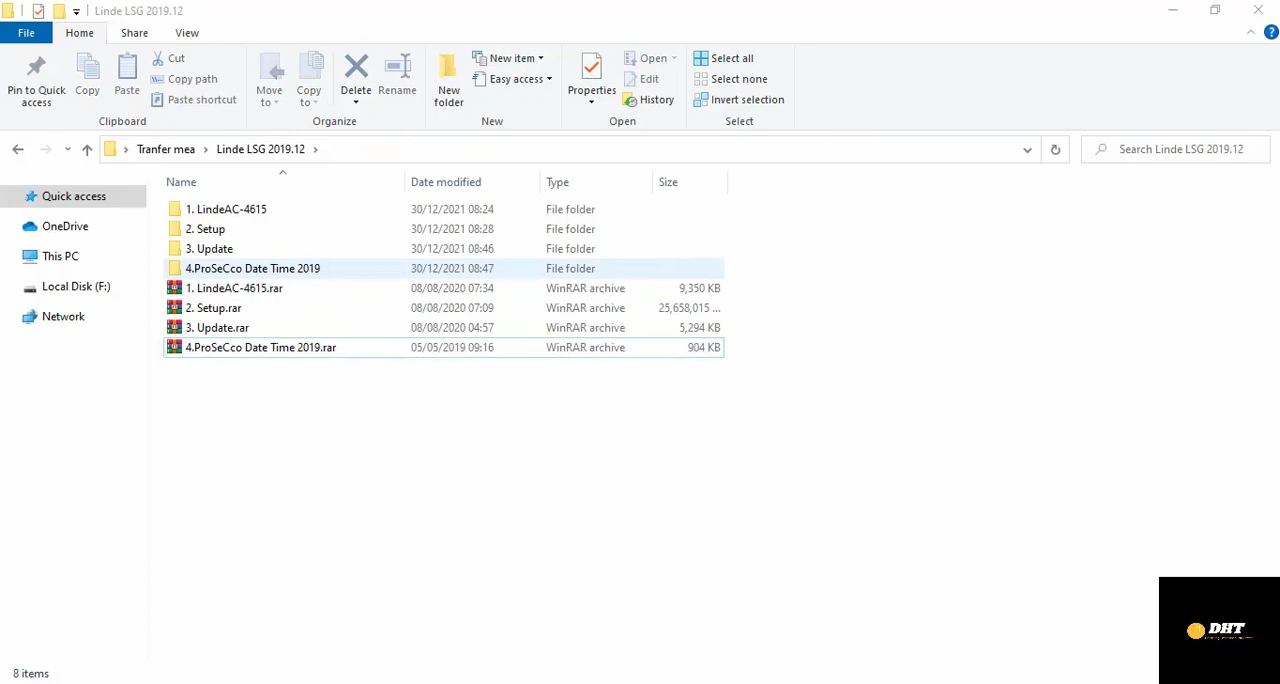 Linde LSG 2019.12
File Home Share View
Pin to Quick access
Copy
Paste
Cut
Copy path
Paste shortcut
Clipboard
Move to
Copy to
Delete
Rename
Organize
New folder
New item
Easy access
New
Properties
Open
Edit
History
Open
Select all
Select none
Invert selection
Select
Tranfer mea Linde LSG 2019.12
Search Linde LSG 2019.12
Quick access
OneDrive
This PC
Local Disk (F:)
Network
Name Date modified Type Size
1. LindeAC-4615 30/12/2021 08:24 File folder
2. Setup 30/12/2021 08:28 File folder
3. Update 30/12/2021 08:46 File folder
4.ProSeCco Date Time 2019 30/12/2021 08:47 File folder
1. LindeAC-4615.rar 08/08/2020 07:34 WinRAR archive 9,350 KB
2. Setup.rar 08/08/2020 07:09 WinRAR archive 25,658,015 ...
3. Update.rar 08/08/2020 04:57 WinRAR archive 5,294 KB
4.ProSeCco Date Time 2019.rar 05/05/2019 09:16 WinRAR archive 904 KB
DHT
8 items